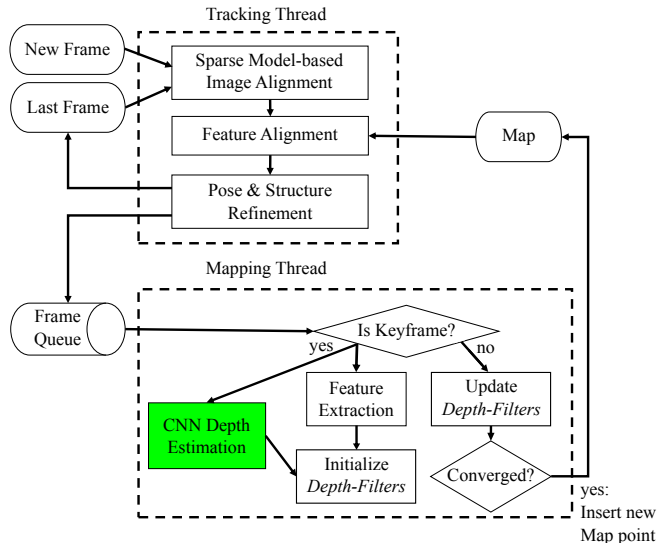 Tracking Thread
New Frame
Last Frame
Sparse Model-based
Image Alignment
Feature Alignment
Map
Pose & Structure
Refinement
Mapping Thread
Frame
Queue
Is Keyframe?
yes
no
Feature
Extraction
Update
Depth-Filters
CNN Depth
Estimation
Initialize
Depth-Filters
Converged?
yes:
Insert new
Map point